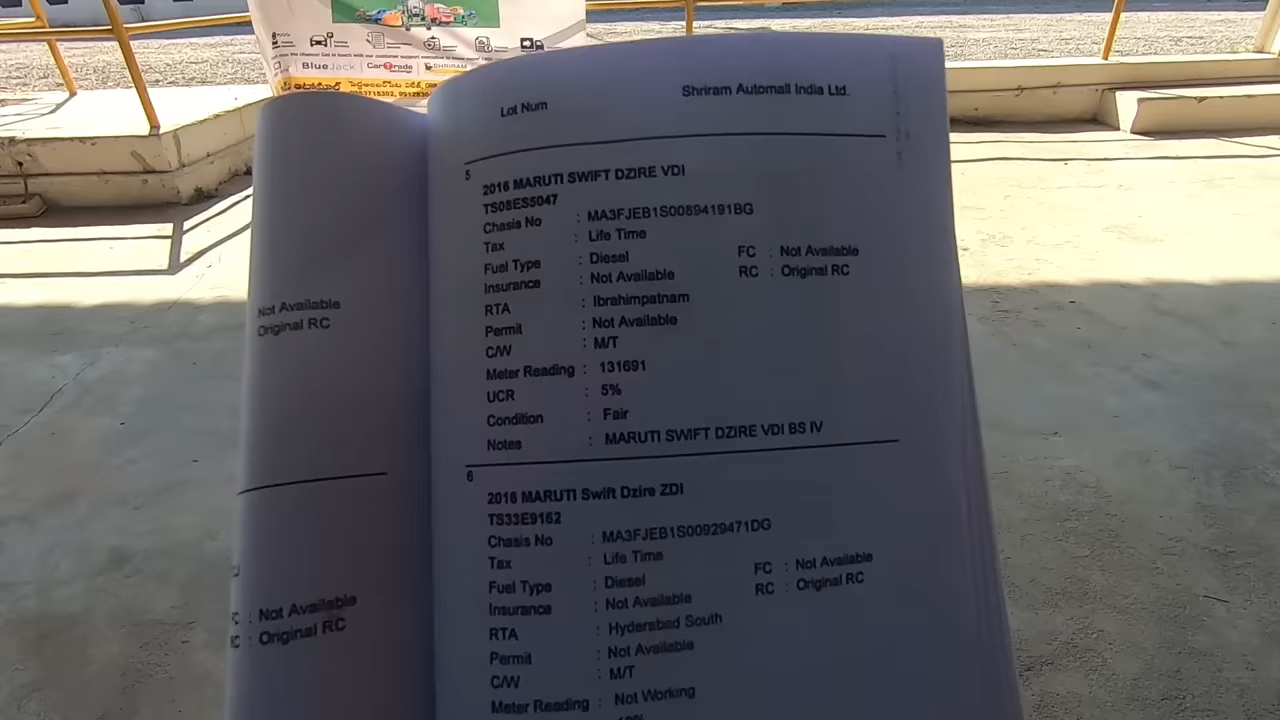 BlueJack
CarTrade
SHRIRAM
Lot Num
Shriram Automall India Ltd.
5
2016 MARUTI SWIFT DZIRE VDI
TS08ES5047
Chasis No : MA3FJEB1S00894191BG
Tax : Life Time
Fuel Type : Diesel FC : Not Available
Insurance : Not Available RC : Original RC
RTA : Ibrahimpatnam
Permit : Not Available
C/W : M/T
Meter Reading : 131691
UCR : 5%
Condition : Fair
Notes : MARUTI SWIFT DZIRE VDI BS IV
6
2016 MARUTI Swift Dzire ZDI
TS33E9162
Chasis No : MA3FJEB1S00929471DG
Tax : Life Time
Fuel Type : Diesel FC : Not Available
Insurance : Not Available RC : Original RC
RTA : Hyderabad South
Permit : Not Available
C/W : M/T
Meter Reading : Not Working
Not Available
Original RC
: Not Available
: Original RC